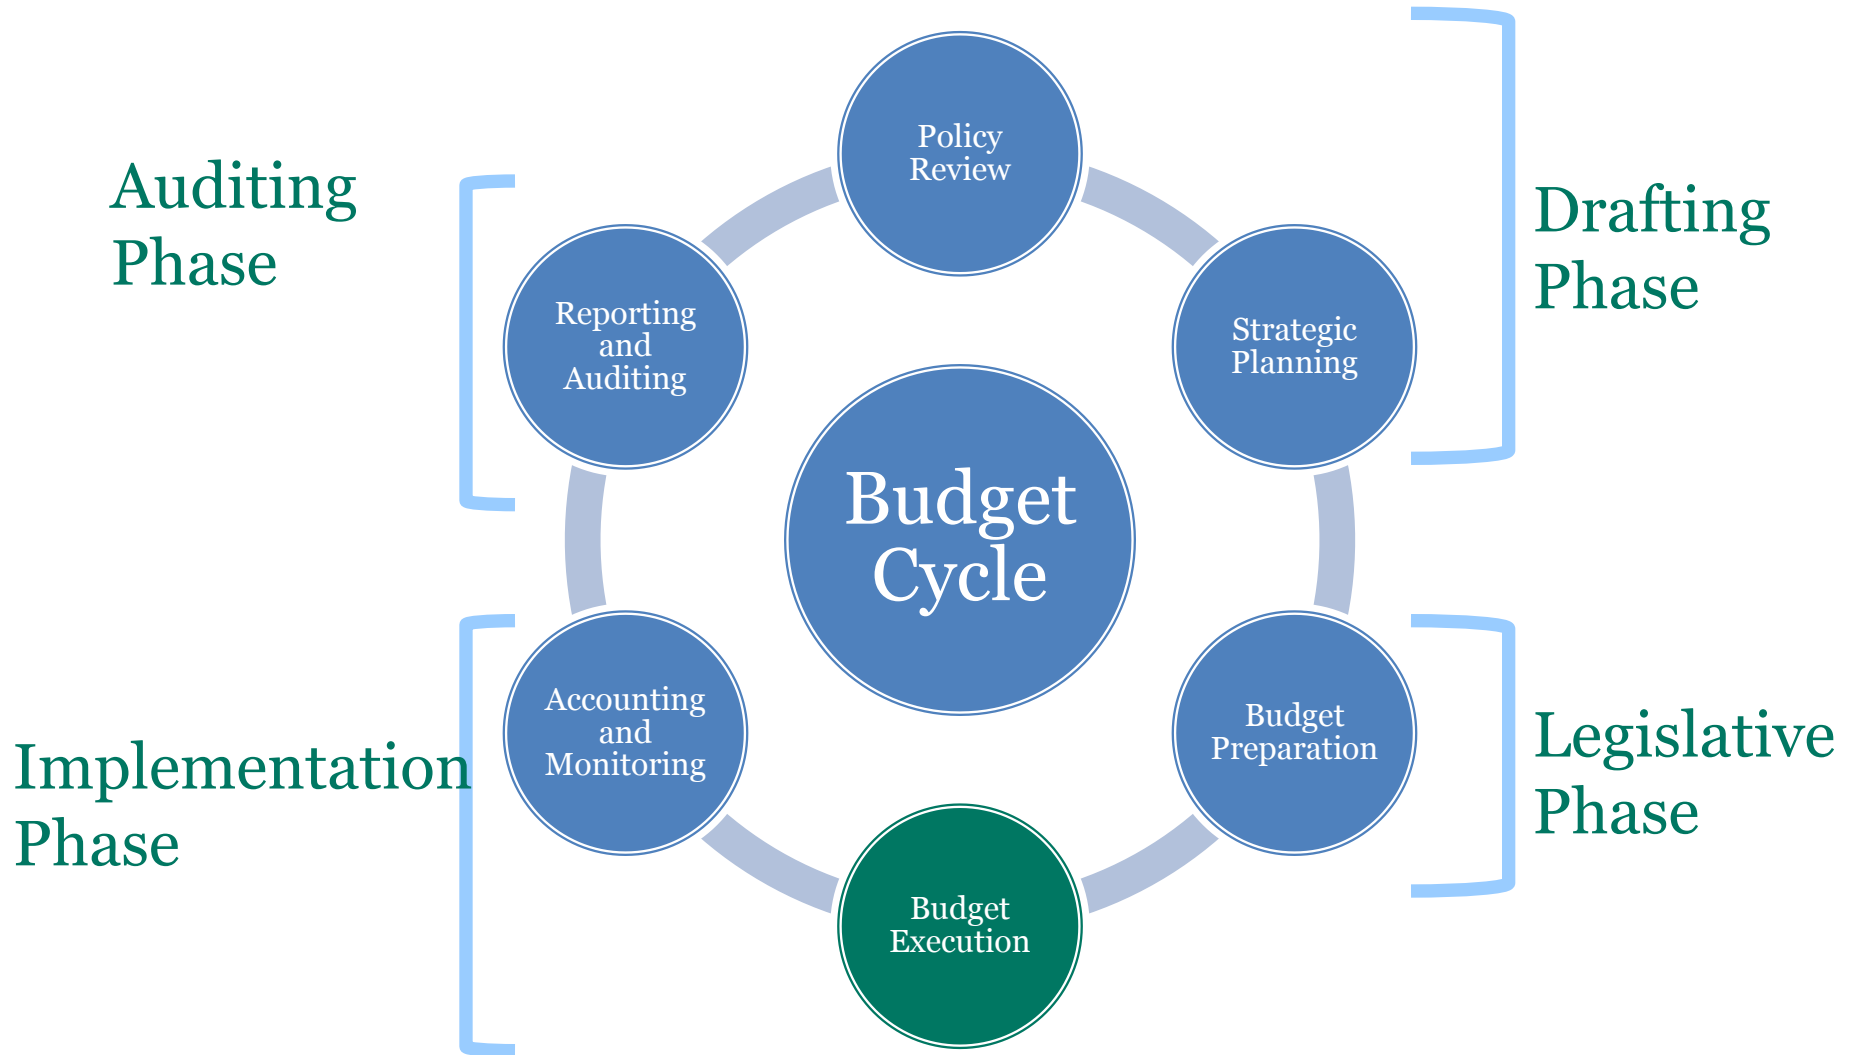 Policy
Review
Auditing
Phase
Drafting
Phase
Reporting
and
Auditing
Strategic
Planning
Budget
Cycle
Accounting
and
Monitoring
Budget
Preparation
Implementation
Phase
Legislative
Phase
Budget
Execution